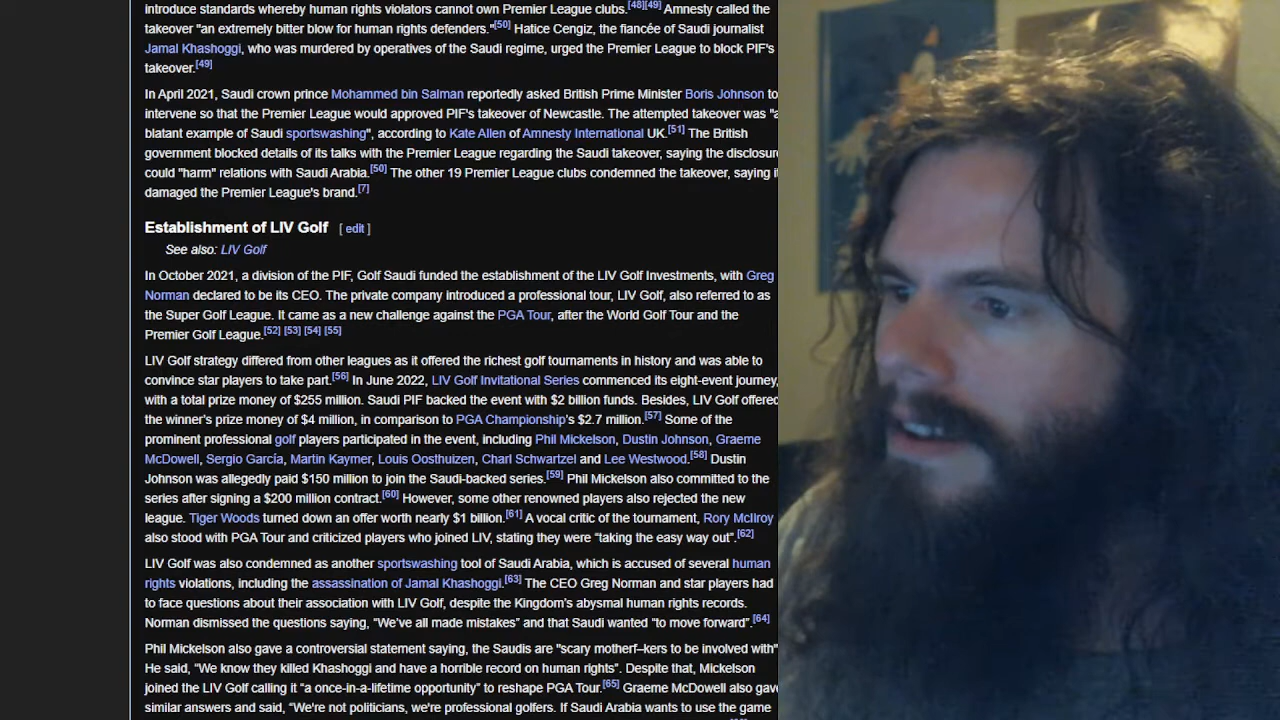 introduce standards whereby human rights violators cannot own Premier League clubs.[48][49] Amnesty called the
takeover "an extremely bitter blow for human rights defenders."[50] Hatice Cengiz, the fiancée of Saudi journalist
Jamal Khashoggi, who was murdered by operatives of the Saudi regime, urged the Premier League to block PIF's
takeover.[49]
In April 2021, Saudi crown prince Mohammed bin Salman reportedly asked British Prime Minister Boris Johnson to
intervene so that the Premier League would approved PIF's takeover of Newcastle. The attempted takeover was "a
blatant example of Saudi sportswashing", according to Kate Allen of Amnesty International UK.[51] The British
government blocked details of its talks with the Premier League regarding the Saudi takeover, saying the disclosure
could "harm" relations with Saudi Arabia.[50] The other 19 Premier League clubs condemned the takeover, saying
damaged the Premier League's brand.[7]
Establishment of LIV Golf [ edit ]
See also: LIV Golf
In October 2021, a division of the PIF, Golf Saudi funded the establishment of the LIV Golf Investments, with Greg
Norman declared to be its CEO. The private company introduced a professional tour, LIV Golf, also referred to as
the Super Golf League. It came as a new challenge against the PGA Tour, after the World Golf Tour and the
Premier Golf League.[52] [53] [54] [55]
LIV Golf strategy differed from other leagues as it offered the richest golf tournaments in history and was able to
convince star players to take part.[56] In June 2022, LIV Golf Invitational Series commenced its eight-event journey,
with a total prize money of $255 million. Saudi PIF backed the event with $2 billion funds. Besides, LIV Golf offered
the winner's prize money of $4 million, in comparison to PGA Championship's $2.7 million.[57] Some of the
prominent professional golf players participated in the event, including Phil Mickelson, Dustin Johnson, Graeme
McDowell, Sergio García, Martin Kaymer, Louis Oosthuizen, Charl Schwartzel and Lee Westwood.[58] Dustin
Johnson was allegedly paid $150 million to join the Saudi-backed series.[59] Phil Mickelson also committed to the
series after signing a $200 million contract.[60] However, some other renowned players also rejected the new
league. Tiger Woods turned down an offer worth nearly $1 billion.[61] A vocal critic of the tournament, Rory McIlroy
also stood with PGA Tour and criticized players who joined LIV, stating they were “taking the easy way out”.[62]
LIV Golf was also condemned as another sportswashing tool of Saudi Arabia, which is accused of several human
rights violations, including the assassination of Jamal Khashoggi.[63] The CEO Greg Norman and star players had
to face questions about their association with LIV Golf, despite the Kingdom’s abysmal human rights records.
Norman dismissed the questions saying, “We’ve all made mistakes” and that Saudi wanted “to move forward”.[64]
Phil Mickelson also gave a controversial statement saying, the Saudis are "scary motherf–kers to be involved with"
He said, “We know they killed Khashoggi and have a horrible record on human rights”. Despite that, Mickelson
joined the LIV Golf calling it “a once-in-a-lifetime opportunity” to reshape PGA Tour.[65] Graeme McDowell also gave
similar answers and said, “We're not politicians, we're professional golfers. If Saudi Arabia wants to use the game